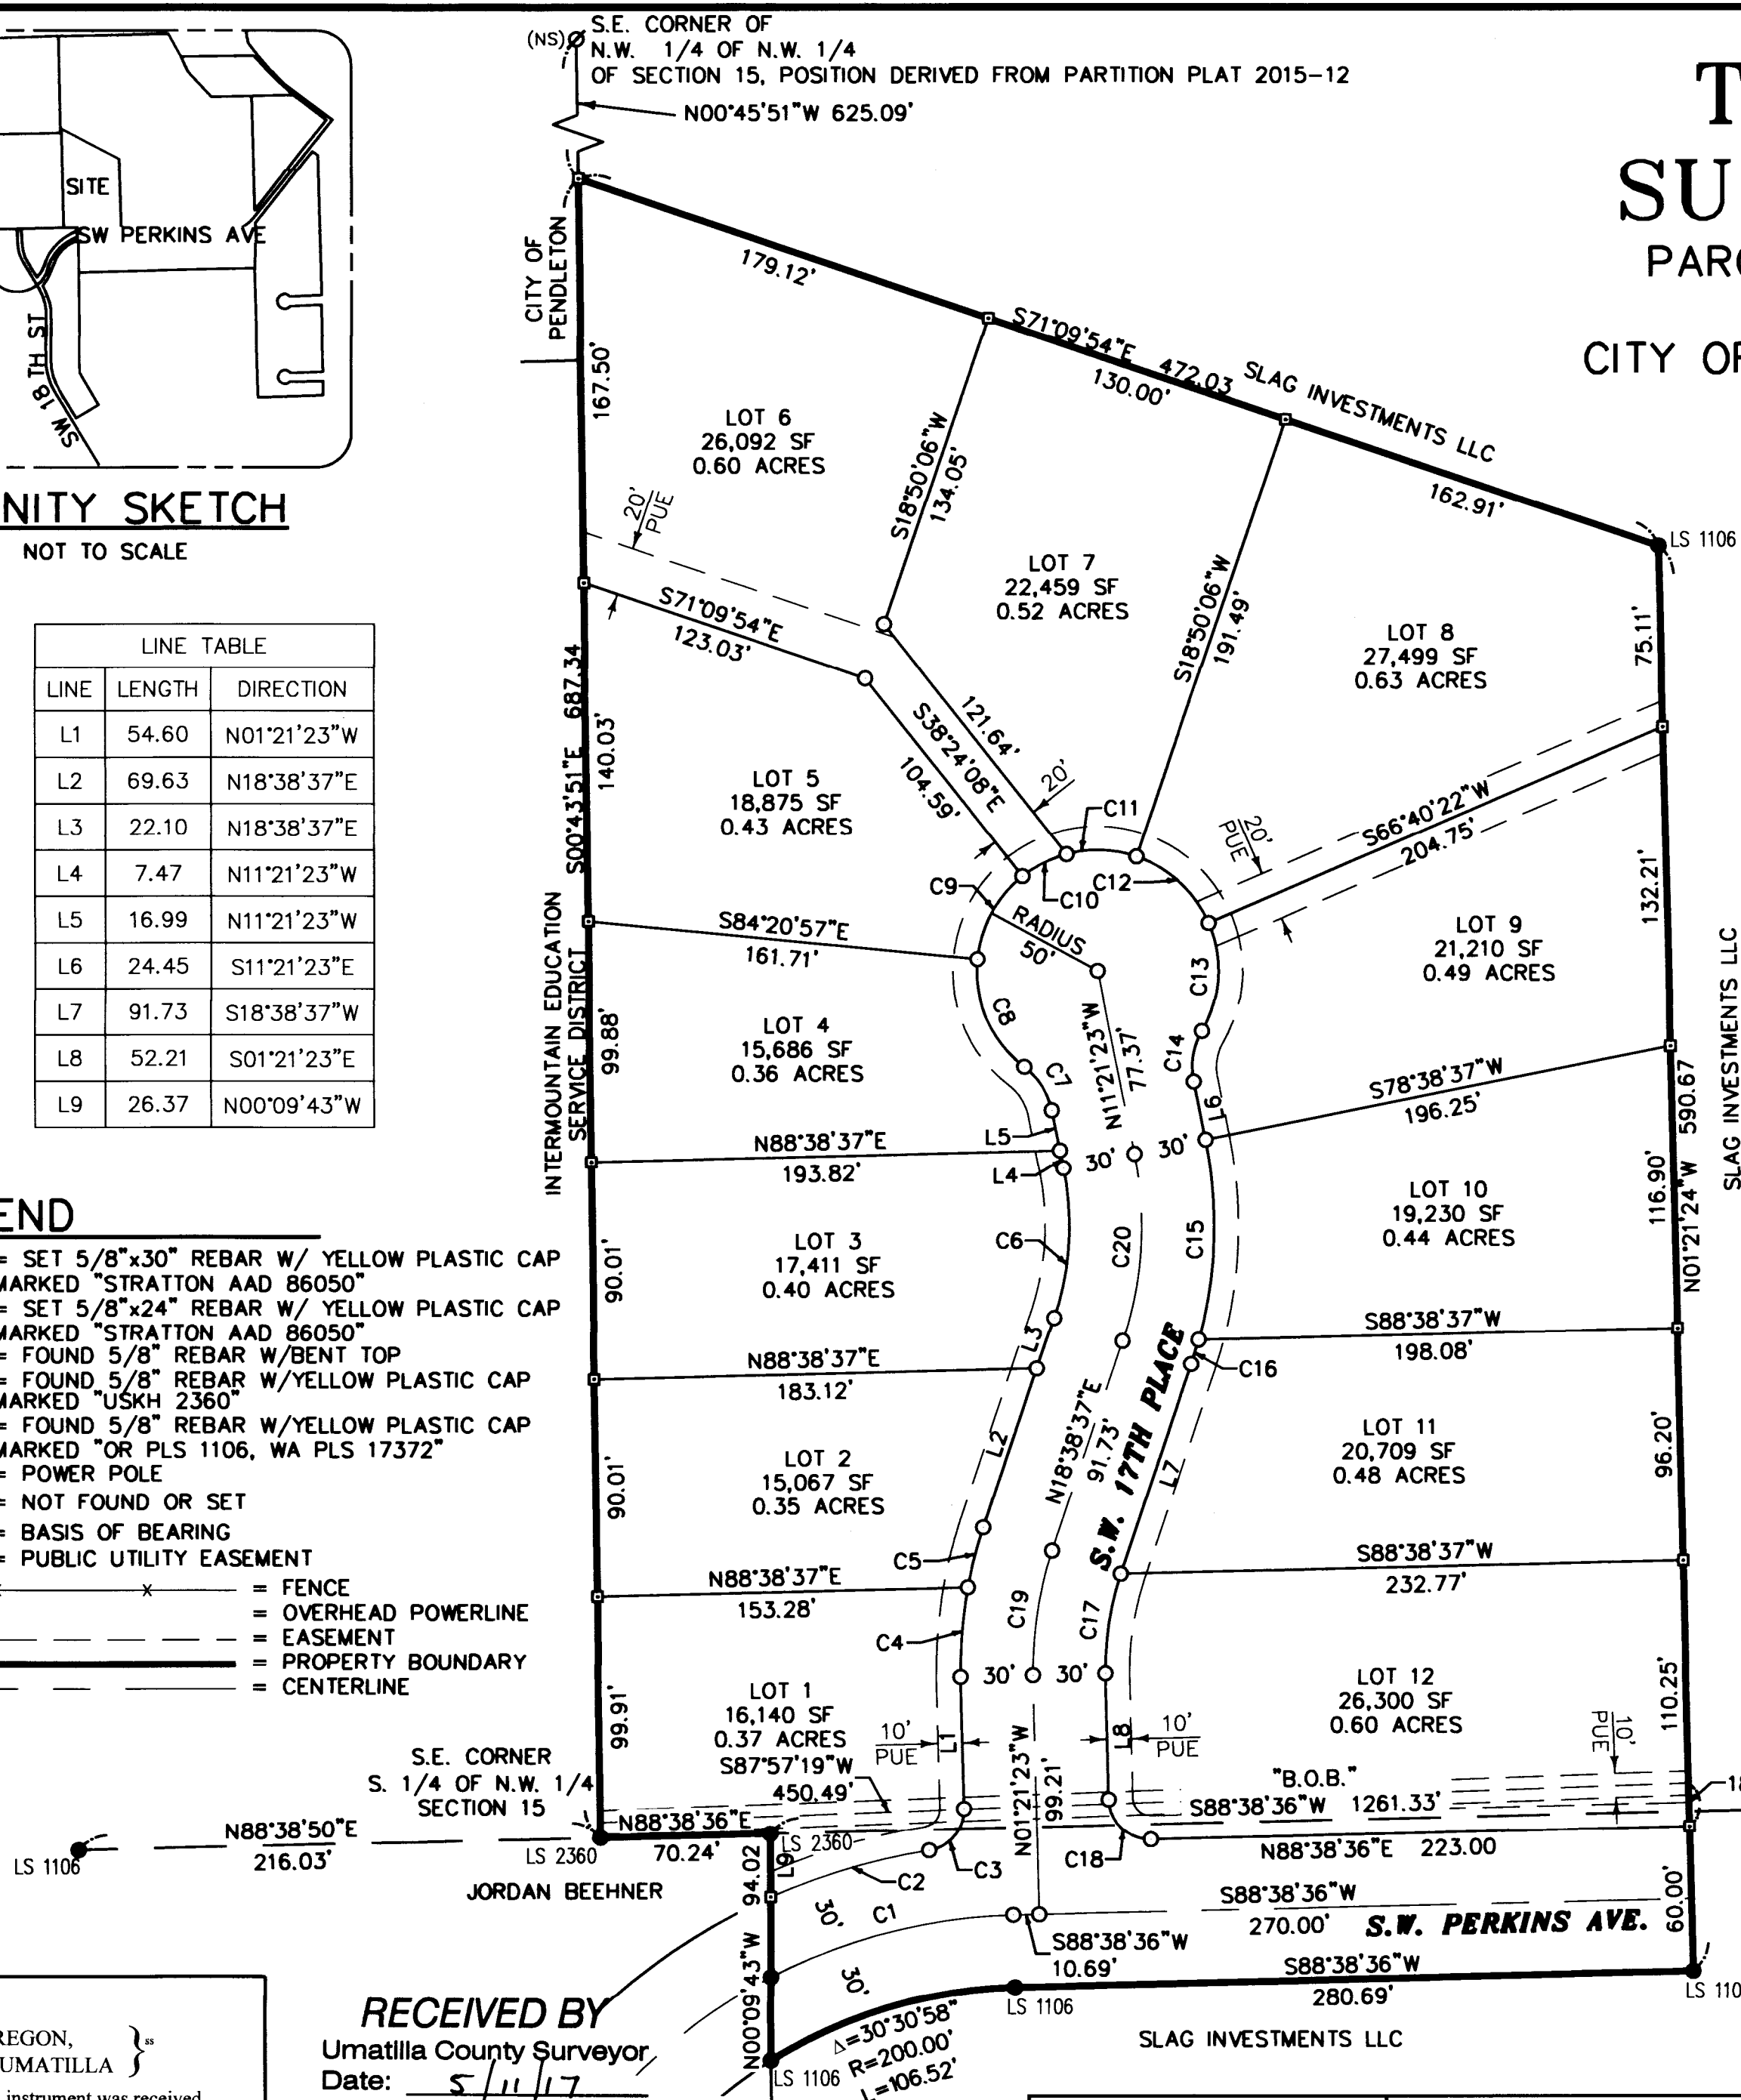 (NS)
S.E. CORNER OF
N.W. 1/4 OF N.W. 1/4
OF SECTION 15, POSITION DERIVED FROM PARTITION PLAT 2015-12
N00°45'51"W 625.09'
T
SU
PARC
CITY OF
SITE
SW PERKINS AVE
SW 18 TH ST
NITY SKETCH
NOT TO SCALE
CITY OF
PENDLETON
179.12'
S71°09'54"E 472.03
130.00'
SLAG INVESTMENTS LLC
162.91'
LS 1106
167.50'
LOT 6
26,092 SF
0.60 ACRES
20'
PUE
S18°50'06"W
134.05'
LOT 7
22,459 SF
0.52 ACRES
S18°50'06"W
191.49'
LOT 8
27,499 SF
0.63 ACRES
75.11'
LINE TABLE
LINE LENGTH DIRECTION
L1 54.60 N01°21'23"W
L2 69.63 N18°38'37"E
L3 22.10 N18°38'37"E
L4 7.47 N11°21'23"W
L5 16.99 N11°21'23"W
L6 24.45 S11°21'23"E
L7 91.73 S18°38'37"W
L8 52.21 S01°21'23"E
L9 26.37 N00°09'43"W
S71°09'54"E
123.03'
S00°43'51"E 687.34
140.03'
121.64'
S38°24'08"E
104.59'
20'
LOT 5
18,875 SF
0.43 ACRES
C11
C9
C10
C12
RADIUS
50'
20'
PUE
S66°40'22"W
204.75'
132.21'
LOT 9
21,210 SF
0.49 ACRES
C13
SLAG INVESTMENTS LLC
INTERMOUNTAIN EDUCATION
SERVICE DISTRICT
S84°20'57"E
161.71'
99.88'
LOT 4
15,686 SF
0.36 ACRES
C8
C7
N11°21'23"W
77.37'
C14
L6
S78°38'37"W
196.25'
N01°21'24"W 590.67
116.90'
L5
L4
30'
30'
N88°38'37"E
193.82'
LOT 10
19,230 SF
0.44 ACRES
END
= SET 5/8"x30" REBAR W/ YELLOW PLASTIC CAP
MARKED "STRATTON AAD 86050"
= SET 5/8"x24" REBAR W/ YELLOW PLASTIC CAP
MARKED "STRATTON AAD 86050"
= FOUND 5/8" REBAR W/BENT TOP
= FOUND 5/8" REBAR W/YELLOW PLASTIC CAP
MARKED "USKH 2360"
= FOUND 5/8" REBAR W/YELLOW PLASTIC CAP
MARKED "OR PLS 1106, WA PLS 17372"
= POWER POLE
= NOT FOUND OR SET
= BASIS OF BEARING
= PUBLIC UTILITY EASEMENT
x = FENCE
= OVERHEAD POWERLINE
= EASEMENT
= PROPERTY BOUNDARY
= CENTERLINE
90.01'
LOT 3
17,411 SF
0.40 ACRES
C6
C20
C15
L3
S88°38'37"W
198.08'
C16
N88°38'37"E
183.12'
90.01'
LOT 2
15,067 SF
0.35 ACRES
L2
N18°38'37"E
91.73'
S.W. 17TH PLACE
L7
LOT 11
20,709 SF
0.48 ACRES
96.20'
C5
N88°38'37"E
153.28'
S88°38'37"W
232.77'
C4
C19
C17
30'
30'
99.91'
LOT 1
16,140 SF
0.37 ACRES
10'
PUE
L1
L8
10'
PUE
LOT 12
26,300 SF
0.60 ACRES
10'
PUE
110.25'
S.E. CORNER
S. 1/4 OF N.W. 1/4
SECTION 15
S87°57'19"W
450.49'
N01°21'23"W
99.21'
"B.O.B."
S88°38'36"W 1261.33'
18
N88°38'50"E
216.03'
LS 1106
LS 2360
N88°38'36"E
70.24'
LS 2360
C3
C18
N88°38'36"E 223.00
JORDAN BEEHNER
L9
C2
N00°09'43"W 94.02
30'
C1
30'
S88°38'36"W
270.00'
S.W. PERKINS AVE.
60.00'
S88°38'36"W
10.69'
S88°38'36"W
280.69'
LS 1106
LS 110
SLAG INVESTMENTS LLC
LS 1106
Δ=30°30'58"
R=200.00'
L=106.52'
REGON,
UMATILLA
} ss
instrument was received
RECEIVED BY
Umatilla County Surveyor
Date: 5/11/17